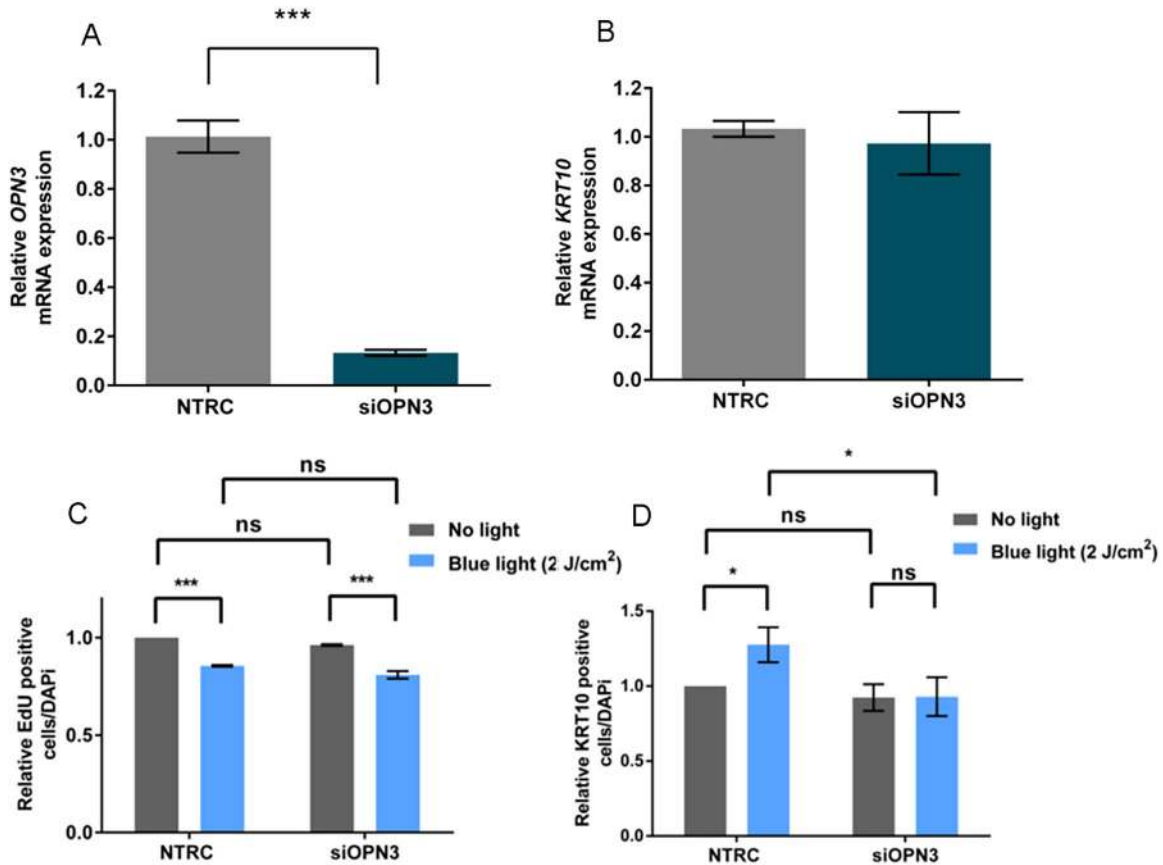 A
***
Relative OPN3
mRNA expression
1.2
1.0
0.8
0.6
0.4
0.2
0.0
NTRC
siOPN3
B
Relative KRT10
mRNA expression
1.2
1.0
0.8
0.6
0.4
0.2
0.0
NTRC
siOPN3
C
ns
ns
No light
Blue light (2 J/cm²)
***
***
Relative EdU positive
cells/DAPi
1.0
0.5
0.0
NTRC
siOPN3
D
*
ns
No light
Blue light (2 J/cm²)
*
ns
Relative KRT10 positive
cells/DAPi
1.5
1.0
0.5
0.0
NTRC
siOPN3